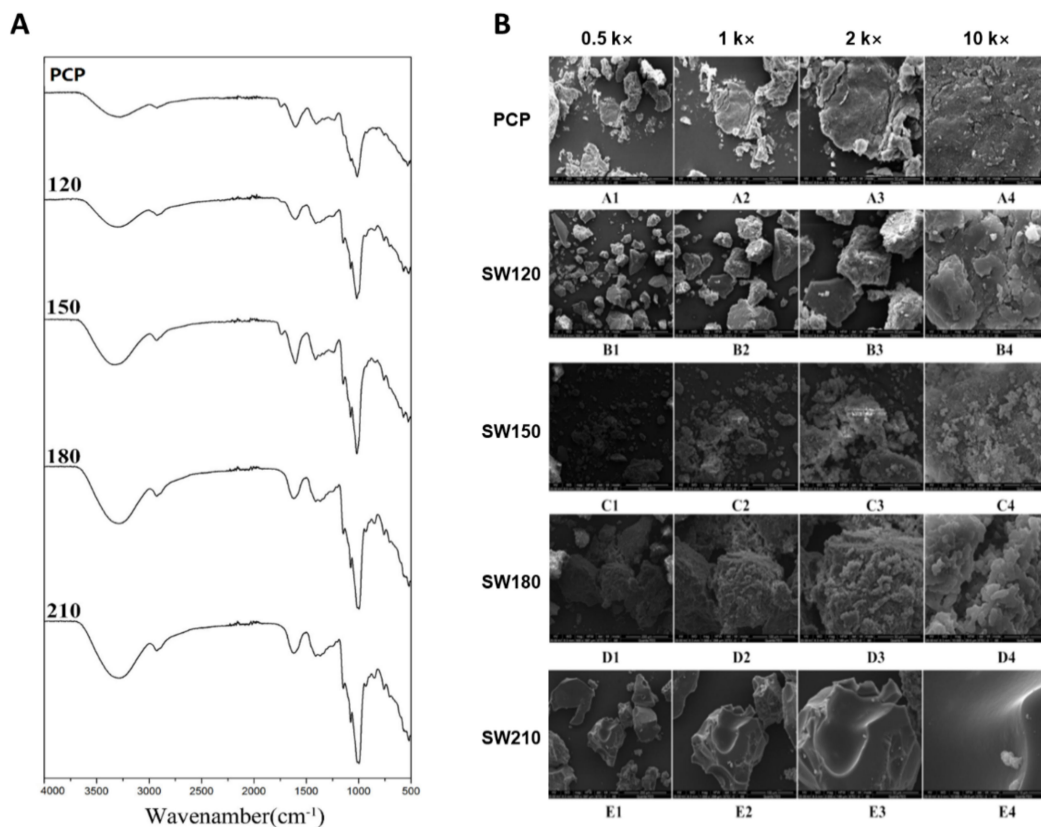 A
PCP
120
150
180
210
4000 3500 3000 2500 2000 1500 1000 500
Wavenamber(cm⁻¹)
B
0.5 k× 1 k× 2 k× 10 k×
PCP
A1 A2 A3 A4
SW120
B1 B2 B3 B4
SW150
C1 C2 C3 C4
SW180
D1 D2 D3 D4
SW210
E1 E2 E3 E4